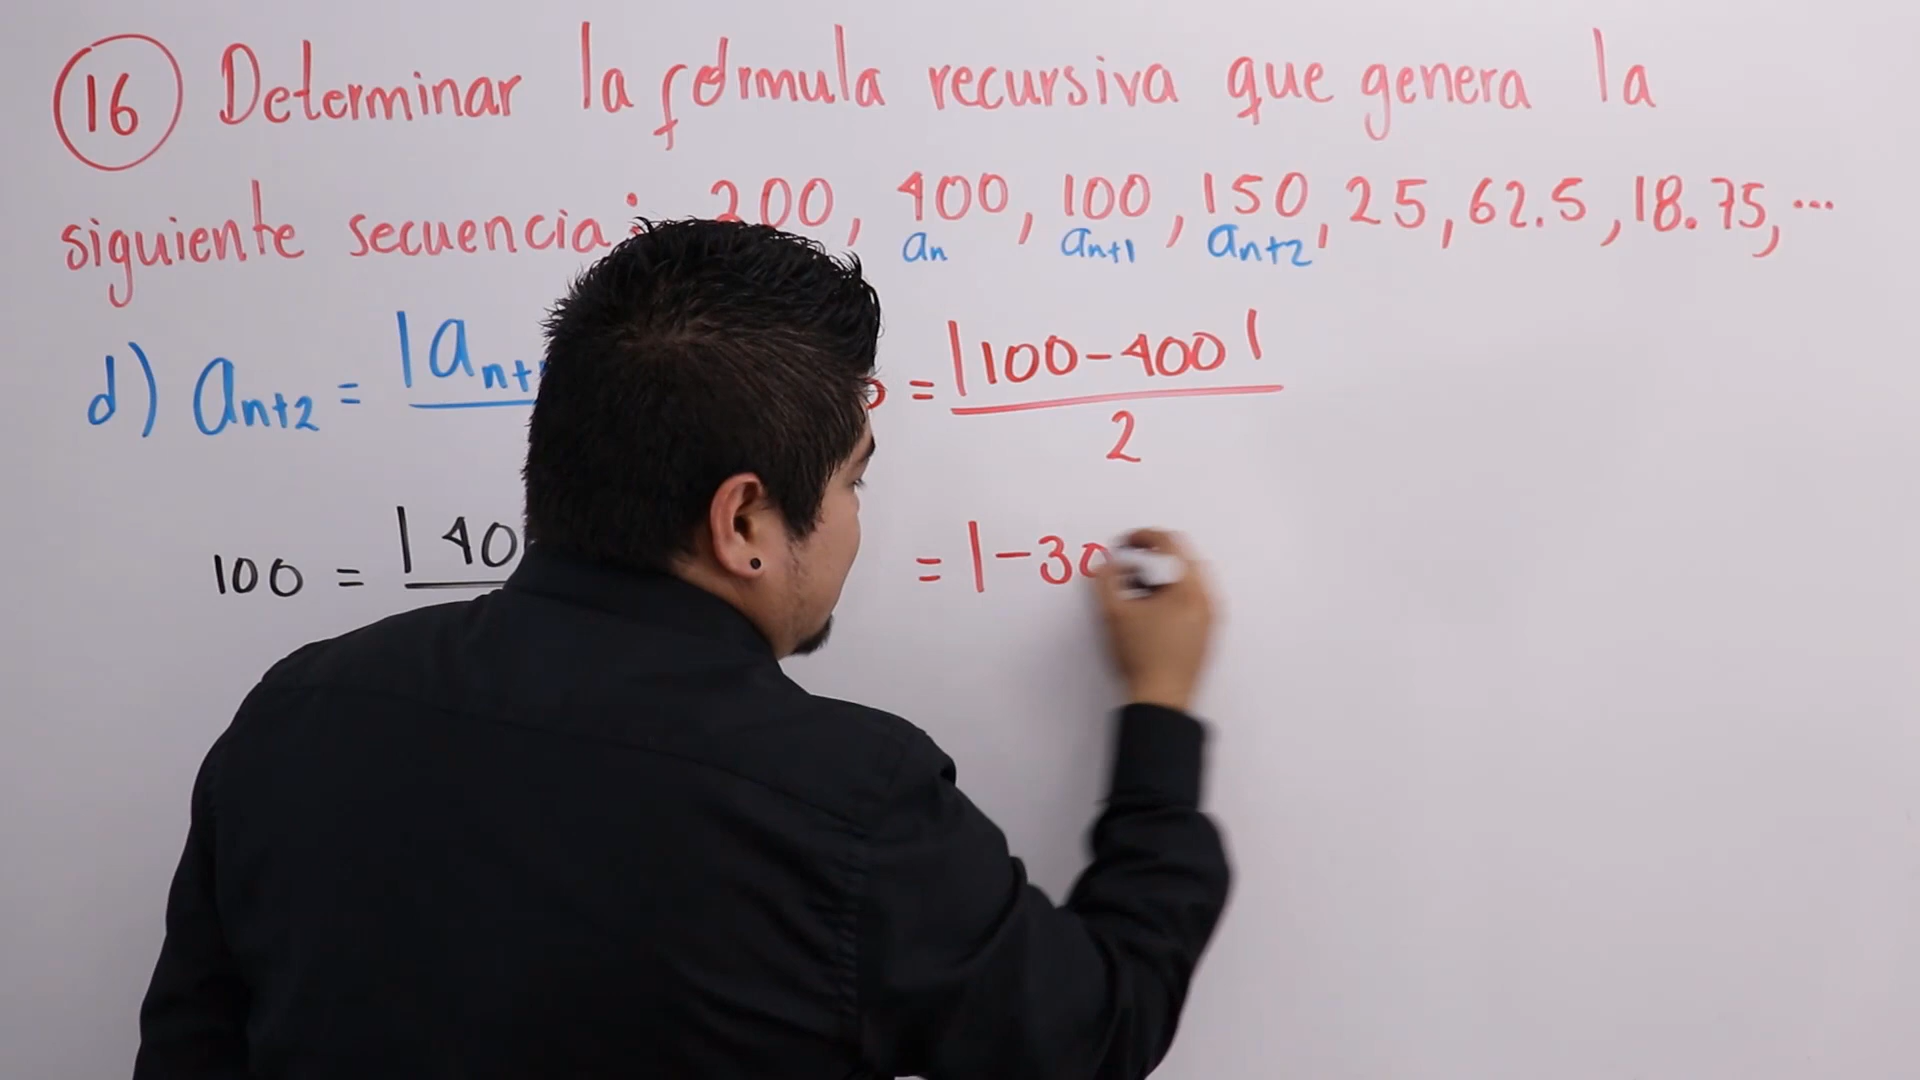 16 Determinar la fórmula recursiva que genera la
siguiente secuencia: 200, 400, 100, 150, 25, 62.5, 18.75, ...
an an+1 an+2
d) an+2 = |an+ = |100-400|
2
100 = |40 = |-30